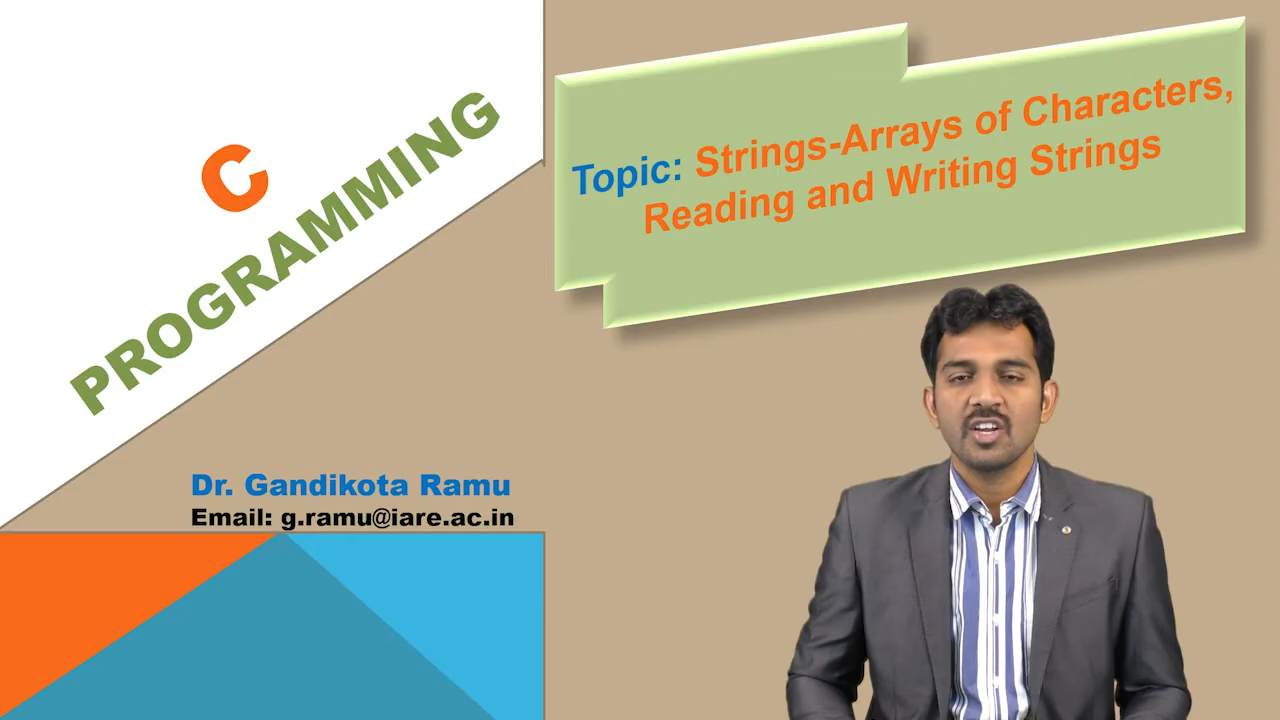 C
PROGRAMMING
Topic: Strings-Arrays of Characters,
Reading and Writing Strings
Dr. Gandikota Ramu
Email: g.ramu@iare.ac.in